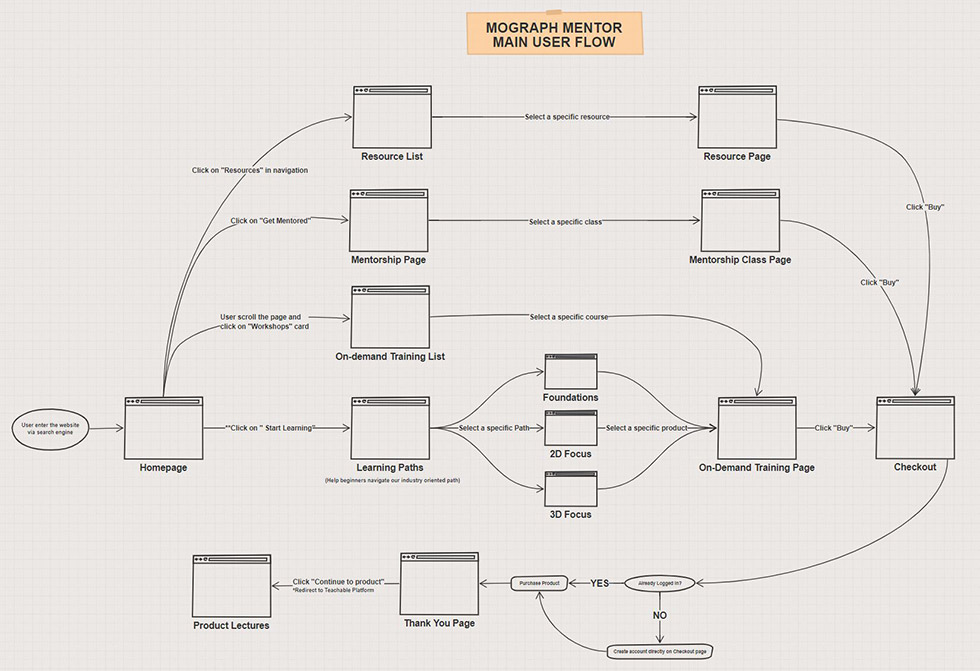 MOGRAPH MENTOR
MAIN USER FLOW
Select a specific resource
Resource List
Resource Page
Click on "Resources" in navigation
Click "Buy"
Click on "Get Mentored"
Select a specific class
Mentorship Page
Mentorship Class Page
Click "Buy"
User scroll the page and
click on "Workshops" card
Select a specific course
On-demand Training List
Foundations
User enter the website
via search engine
**Click on " Start Learning"
Select a specific Path
Select a specific product
Click "Buy"
2D Focus
Homepage
Learning Paths
On-Demand Training Page
Checkout
(Help beginners navigate our industry oriented path)
3D Focus
Click "Continue to product"
*Redirect to Teachable Platform
Purchase Product
YES
Already Logged in?
NO
Product Lectures
Thank You Page
Create account directly on Checkout page